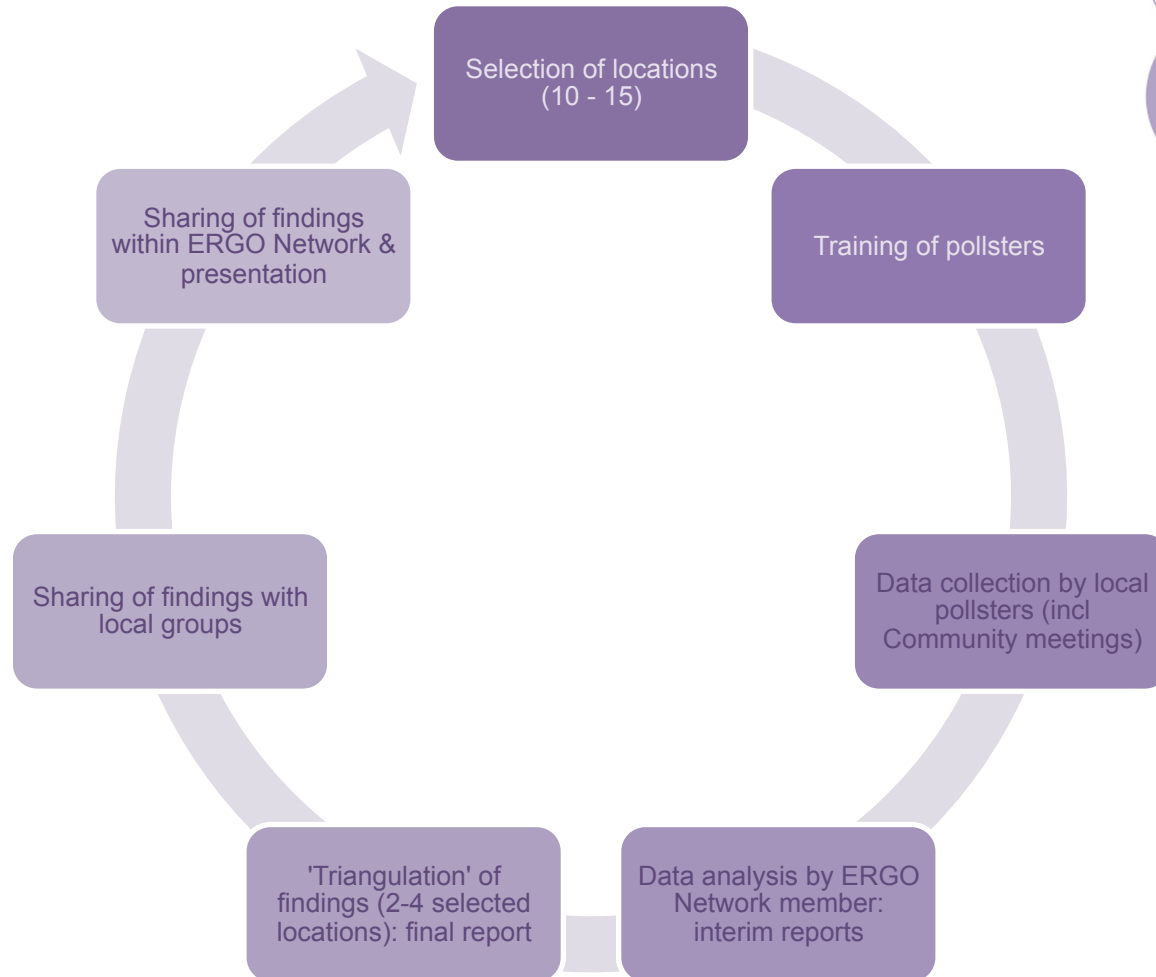 Selection of locations
(10 - 15)
Training of pollsters
Data collection by local
pollsters (incl
Community meetings)
Data analysis by ERGO
Network member:
interim reports
'Triangulation' of
findings (2-4 selected
locations): final report
Sharing of findings with
local groups
Sharing of findings
within ERGO Network &
presentation